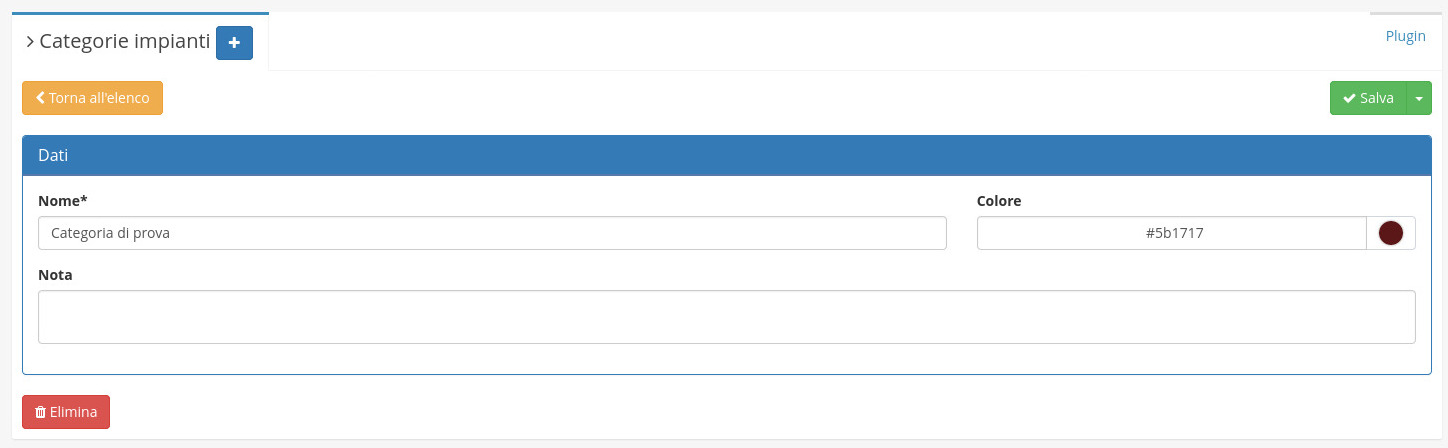 Categorie impianti
Plugin
Torna all'elenco
Salva
Dati
Nome*
Colore
Categoria di prova
#5b1717
Nota
Elimina